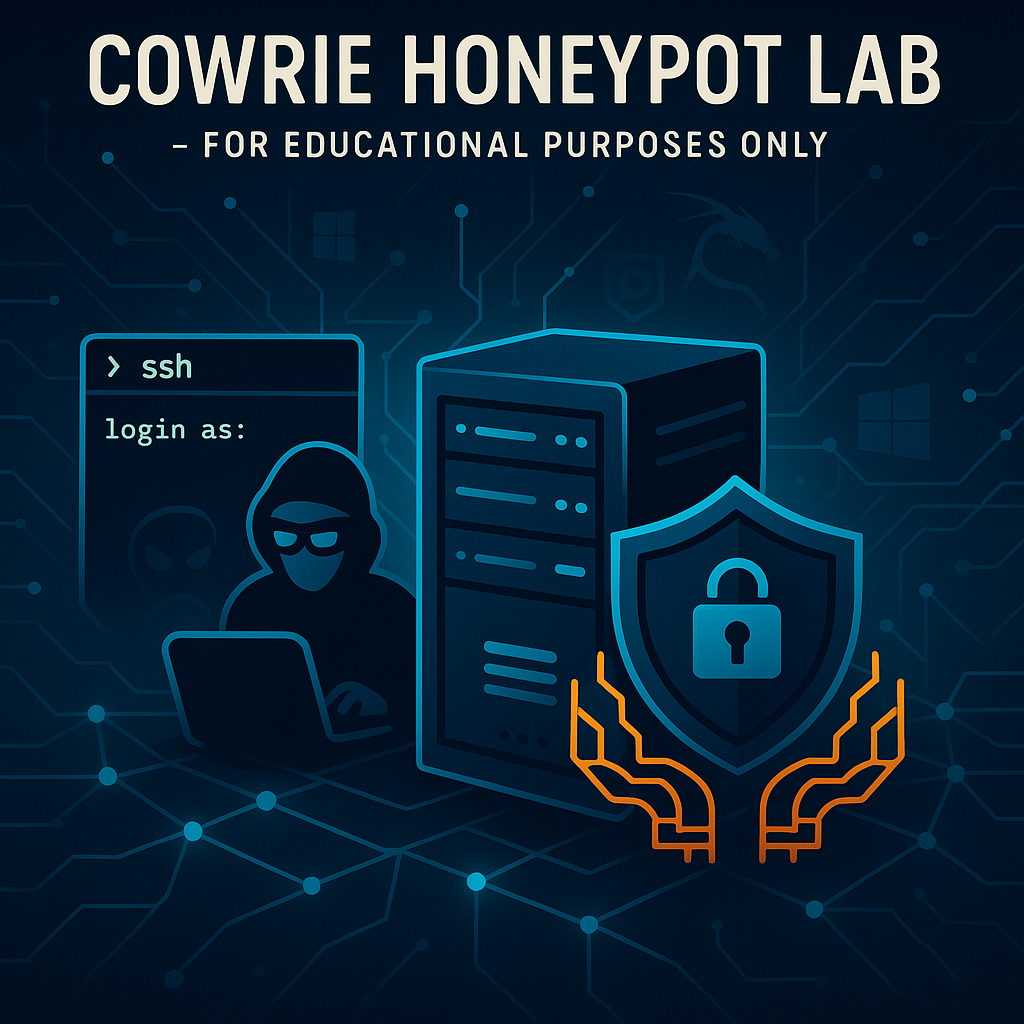 COWRIE HONEYPOT LAB
– FOR EDUCATIONAL PURPOSES ONLY
› ssh
login as: